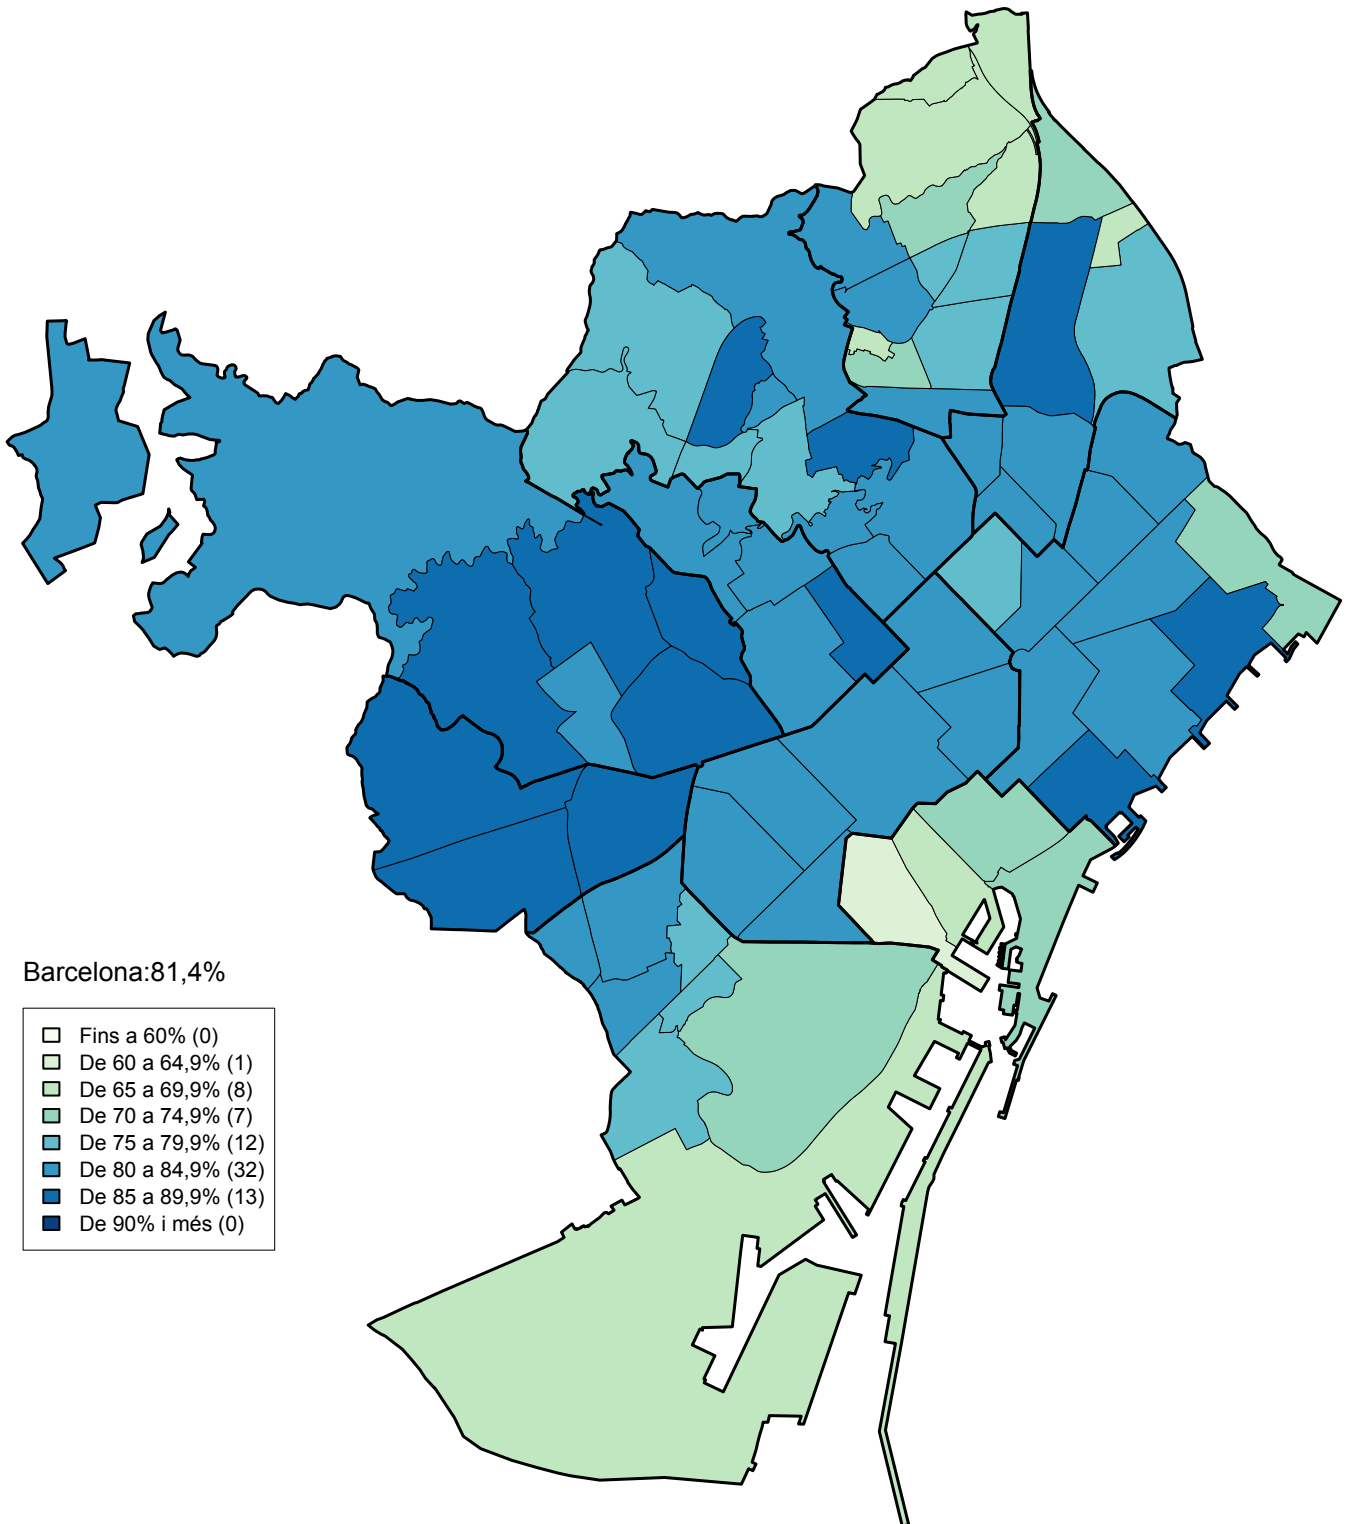 Barcelona:81,4%
Fins a 60% (0)
De 60 a 64,9% (1)
De 65 a 69,9% (8)
De 70 a 74,9% (7)
De 75 a 79,9% (12)
De 80 a 84,9% (32)
De 85 a 89,9% (13)
De 90% i més (0)